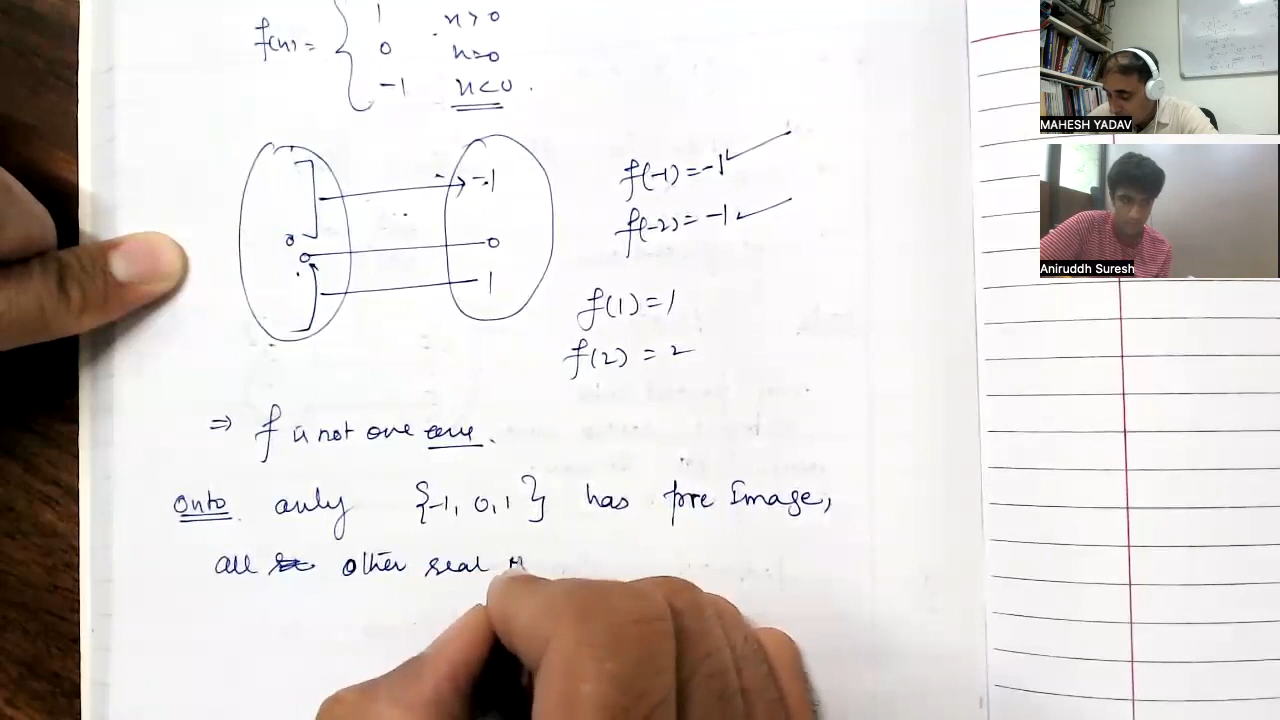 f(x) = { 1 x > 0
0 x = 0
-1 x < 0.
-1
0
0
1
f(-1) = -1
f(-2) = -1
f(1) = 1
f(2) = 2
⇒ f is not one one.
Onto only {-1, 0, 1} has pre Image,
all other real
MAHESH YADAV
Aniruddh Suresh